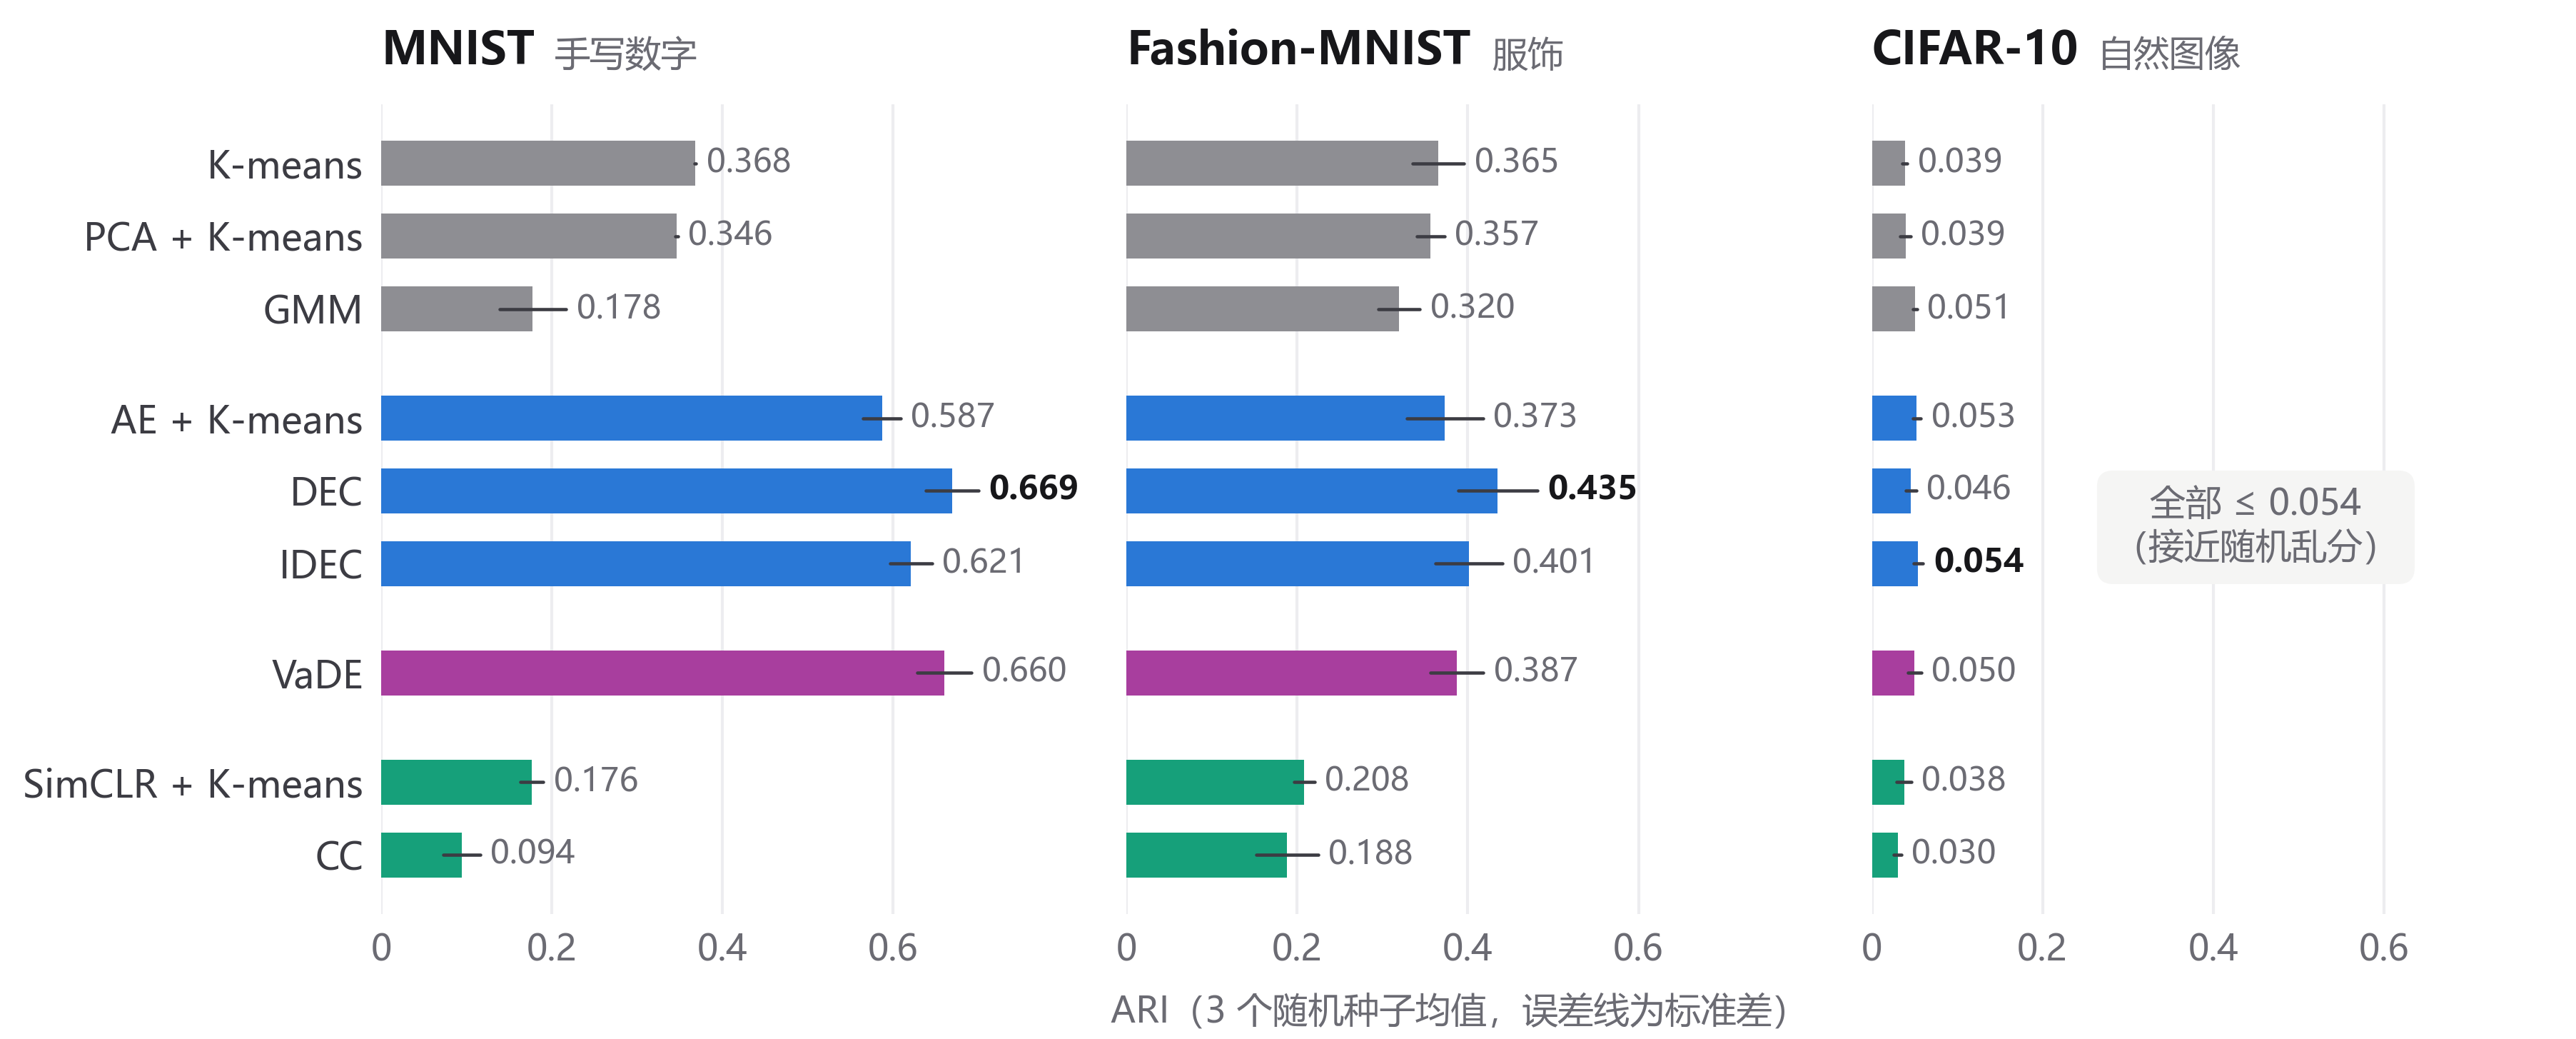 MNIST 手写数字
Fashion-MNIST 服饰
CIFAR-10 自然图像
K-means 0.368 0.365 0.039
PCA + K-means 0.346 0.357 0.039
GMM 0.178 0.320 0.051
AE + K-means 0.587 0.373 0.053
DEC 0.669 0.435 0.046
IDEC 0.621 0.401 0.054
全部 ≤ 0.054
（接近随机乱分）
VaDE 0.660 0.387 0.050
SimCLR + K-means 0.176 0.208 0.038
CC 0.094 0.188 0.030
0 0.2 0.4 0.6 0 0.2 0.4 0.6 0 0.2 0.4 0.6
ARI（3 个随机种子均值，误差线为标准差）